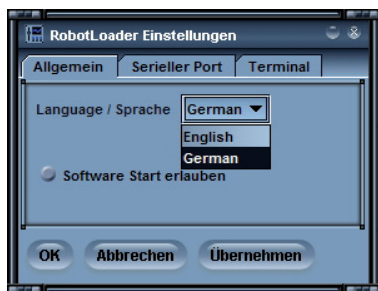 RobotLoader Einstellungen
Allgemein Serieller Port Terminal
Language / Sprache German
English
German
Software Start erlauben
OK Abbrechen Übernehmen